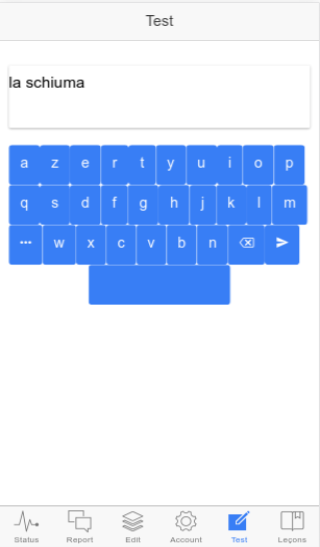 Test
la schiuma
a z e r t y u i o p
q s d f g h j k l m
... w x c v b n
Status Report Edit Account Test Leçons